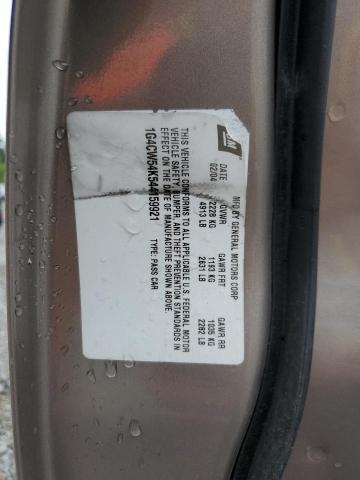 GM
MFD BY GENERAL MOTORS CORP
DATE GVWR GAWR FRT GAWR RR
02/04 2228 KG 1193 KG 1035 KG
4913 LB 2631 LB 2282 LB
THIS VEHICLE CONFORMS TO ALL APPLICABLE U.S. FEDERAL MOTOR
VEHICLE SAFETY, BUMPER, AND THEFT PREVENTION STANDARDS IN
EFFECT ON THE DATE OF MANUFACTURE SHOWN ABOVE.
1G4CW54K544159921 TYPE: PASS CAR